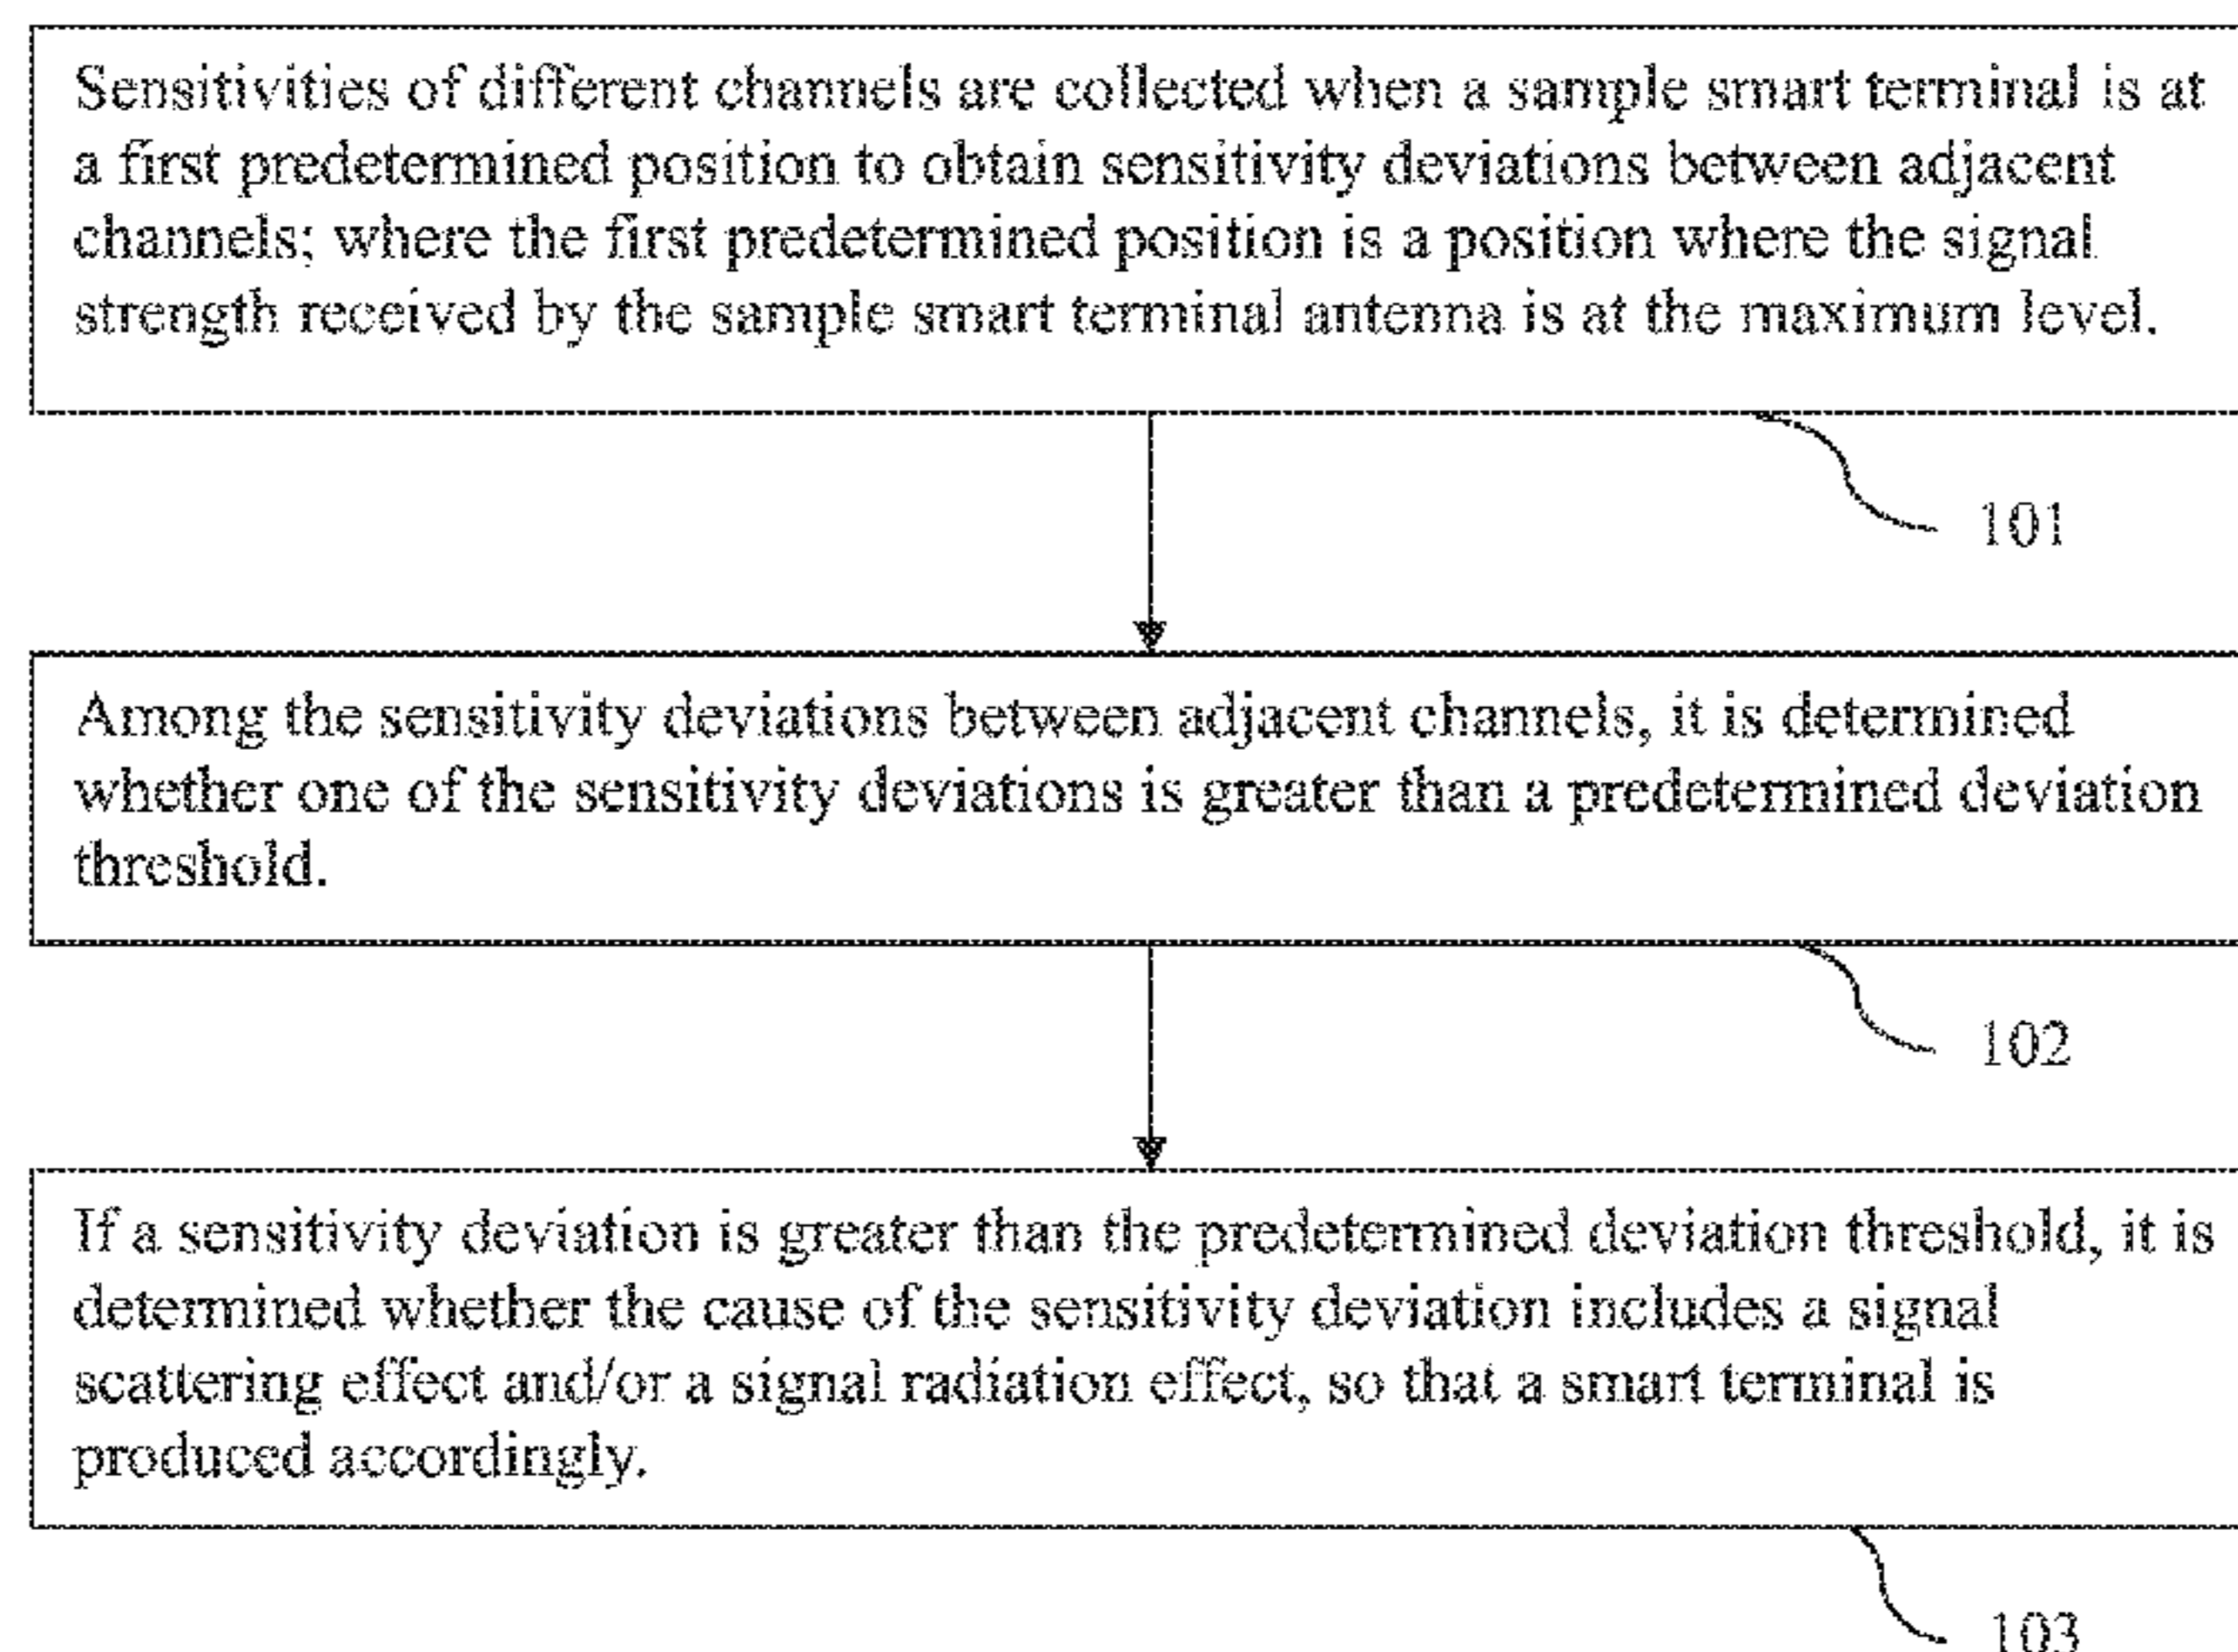 Sensitivities of different channels are collected when a sample smart terminal is at
a first predetermined position to obtain sensitivity deviations between adjacent
channels; where the first predetermined position is a position where the signal
strength received by the sample smart terminal antenna is at the maximum level.
101
Among the sensitivity deviations between adjacent channels, it is determined
whether one of the sensitivity deviations is greater than a predetermined deviation
threshold.
102
If a sensitivity deviation is greater than the predetermined deviation threshold, it is
determined whether the cause of the sensitivity deviation includes a signal
scattering effect and/or a signal radiation effect, so that a smart terminal is
produced accordingly.
103